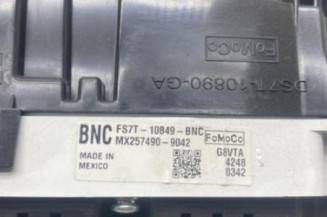 FoMoCo
DS7T-10890-GA
BNC FS7T-10849-BNC
MX257490-9042 FoMoCo
MADE IN MEXICO
G8VTA
4248
0342